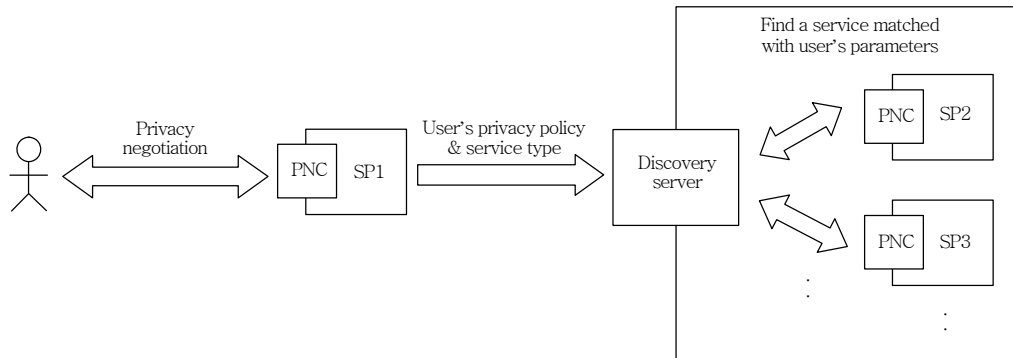 Find a service matched
with user's parameters
Privacy
negotiation
PNC
SP1
User's privacy policy
& service type
Discovery
server
PNC
SP2
PNC
SP3